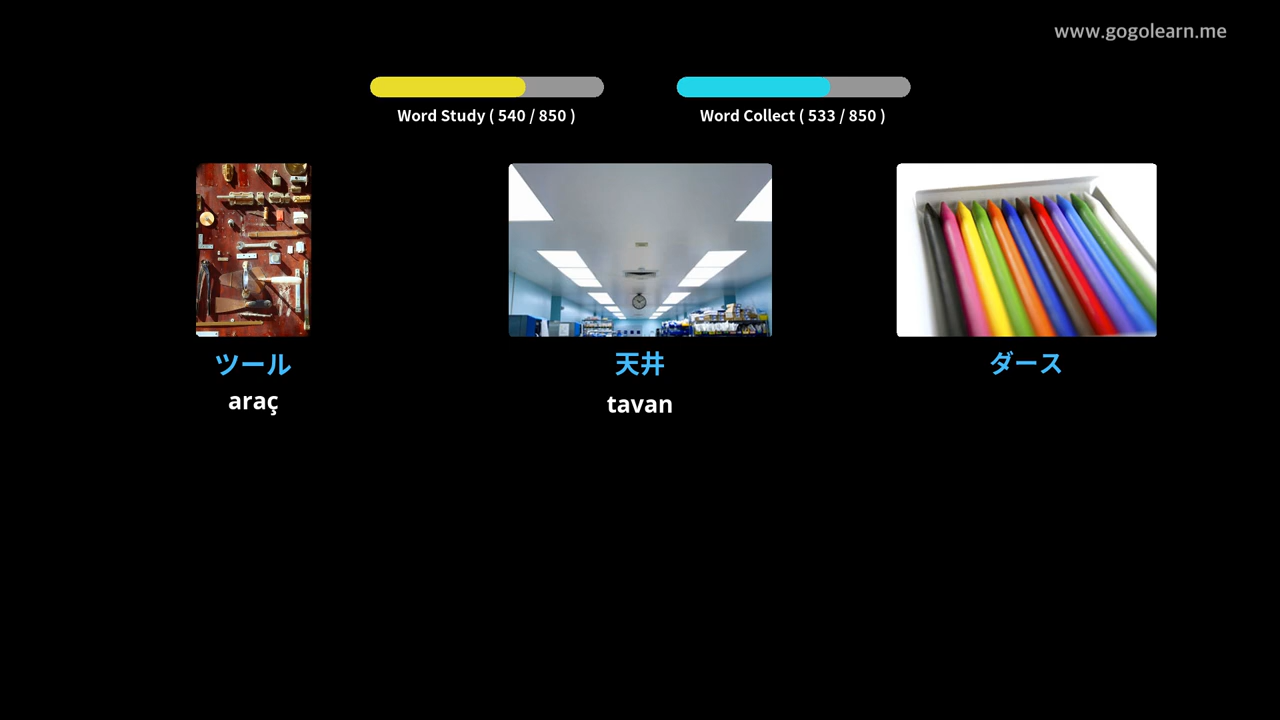 www.gogolearn.me
Word Study ( 540 / 850 )
Word Collect ( 533 / 850 )
ツール
天井
ダース
araç
tavan